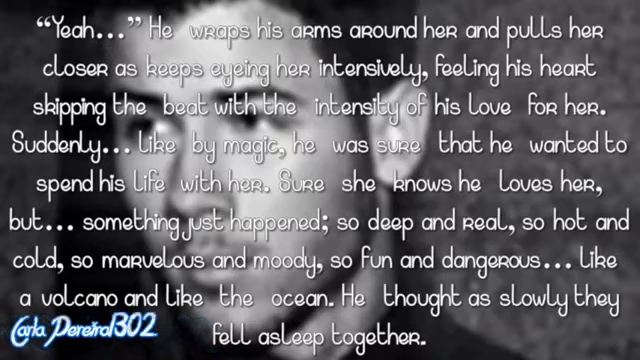 “Yeah...” He wraps his arms around her and pulls her
closer as keeps eyeing her intensively, feeling his heart
skipping the beat with the intensity of his love for her.
Suddenly... like by magic, he was sure that he wanted to
spend his life with her. Sure she knows he loves her,
but... something just happened; so deep and real, so hot and
cold, so marvelous and moody, so fun and dangerous... like
a volcano and like the ocean. He thought as slowly they
fell asleep together.
Carla Pereira1302